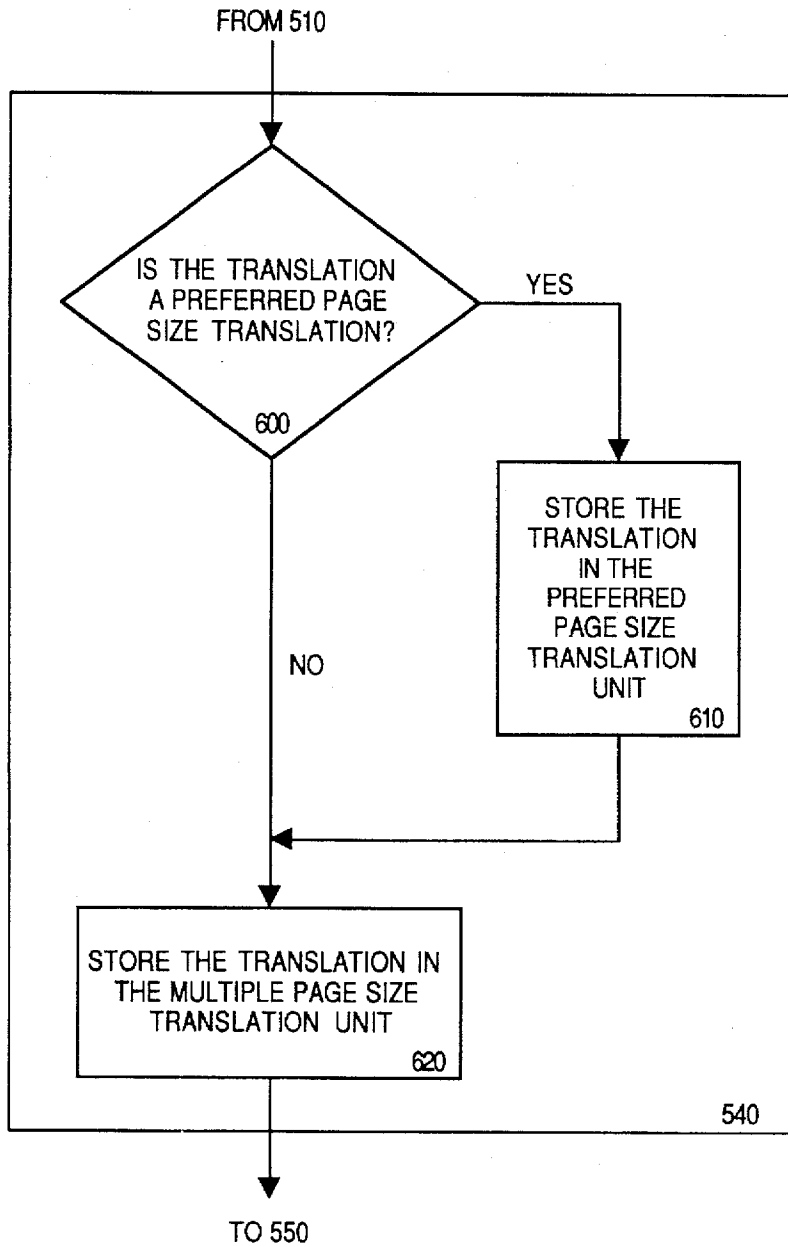 FROM 510
IS THE TRANSLATION
A PREFERRED PAGE
SIZE TRANSLATION?
600
YES
STORE THE
TRANSLATION
IN THE
PREFERRED
PAGE SIZE
TRANSLATION
UNIT
610
NO
STORE THE TRANSLATION IN
THE MULTIPLE PAGE SIZE
TRANSLATION UNIT
620
540
TO 550